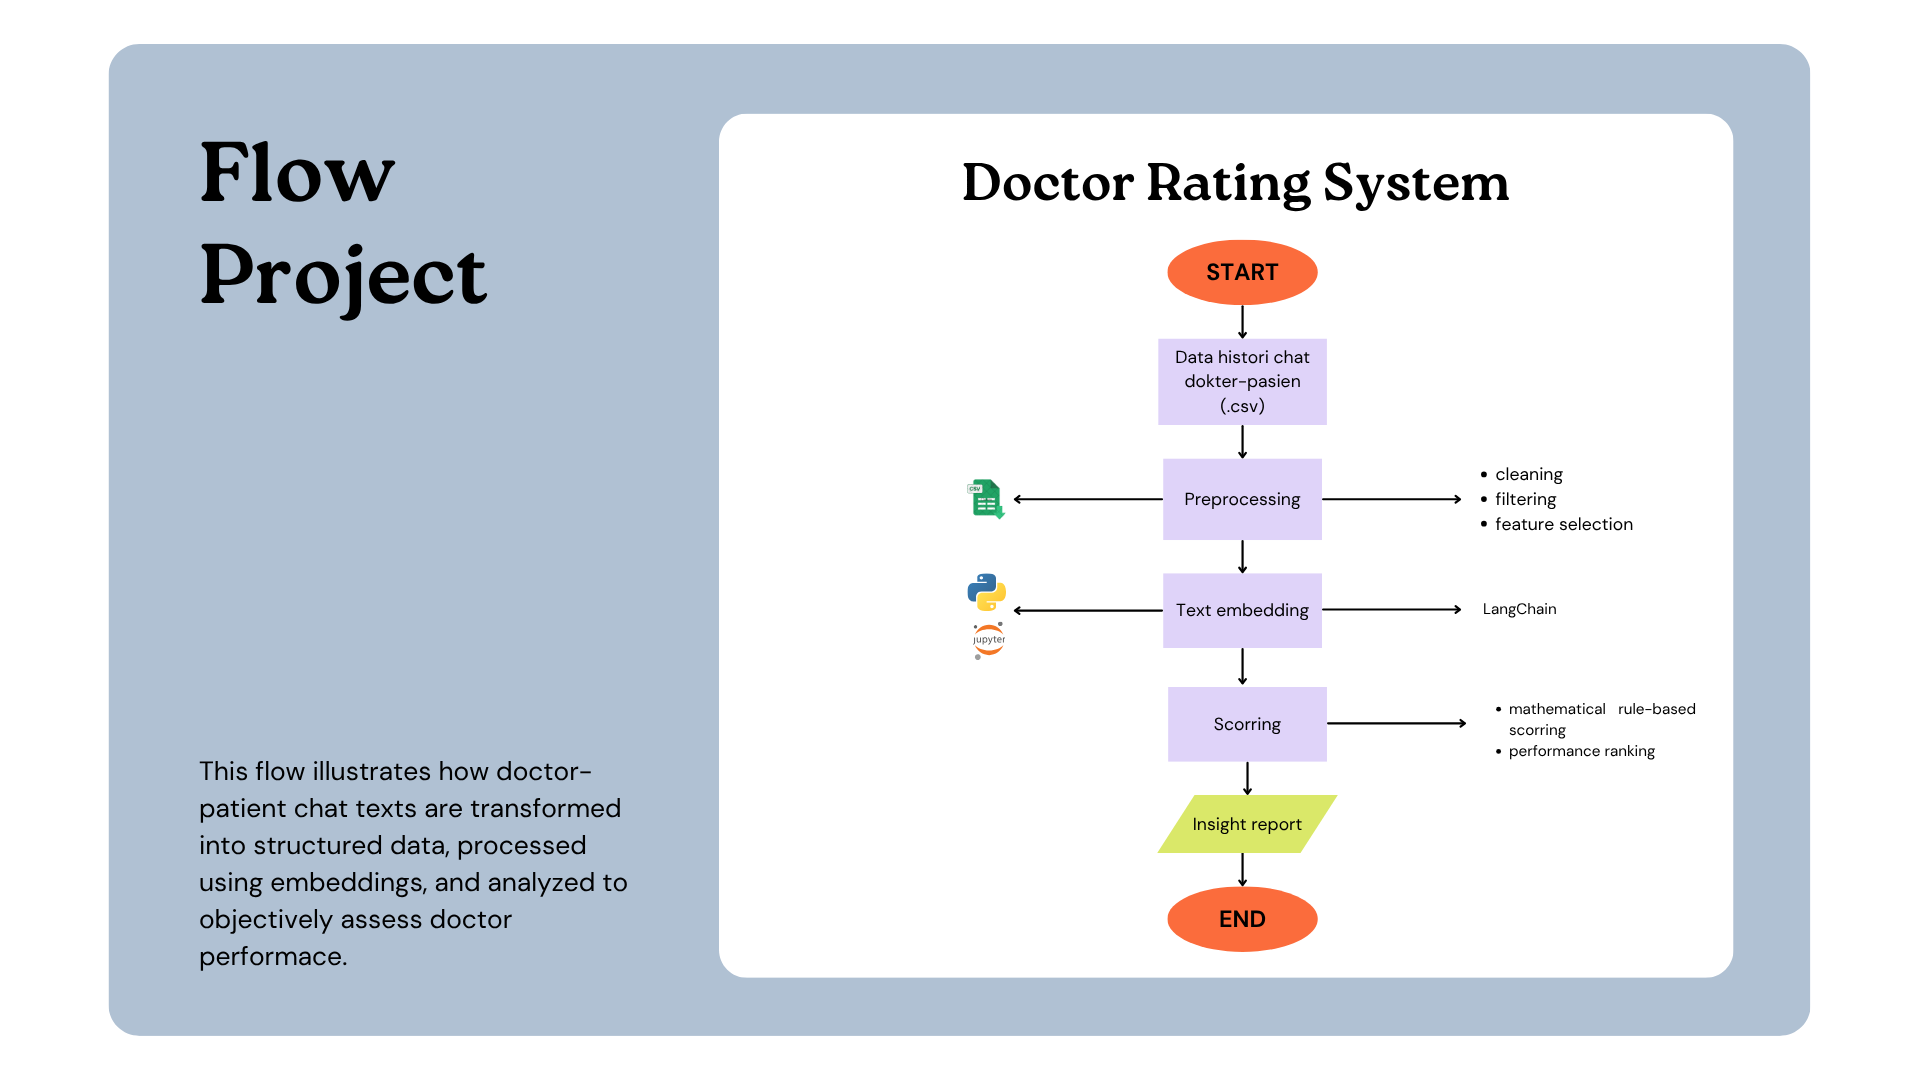 Flow
Project
This flow illustrates how doctor-
patient chat texts are transformed
into structured data, processed
using embeddings, and analyzed to
objectively assess doctor
performace.
Doctor Rating System
START
Data histori chat
dokter-pasien
(.csv)
CSV
Preprocessing
• cleaning
• filtering
• feature selection
Text embedding
LangChain
jupyter
Scorring
• mathematical rule-based
scorring
• performance ranking
Insight report
END